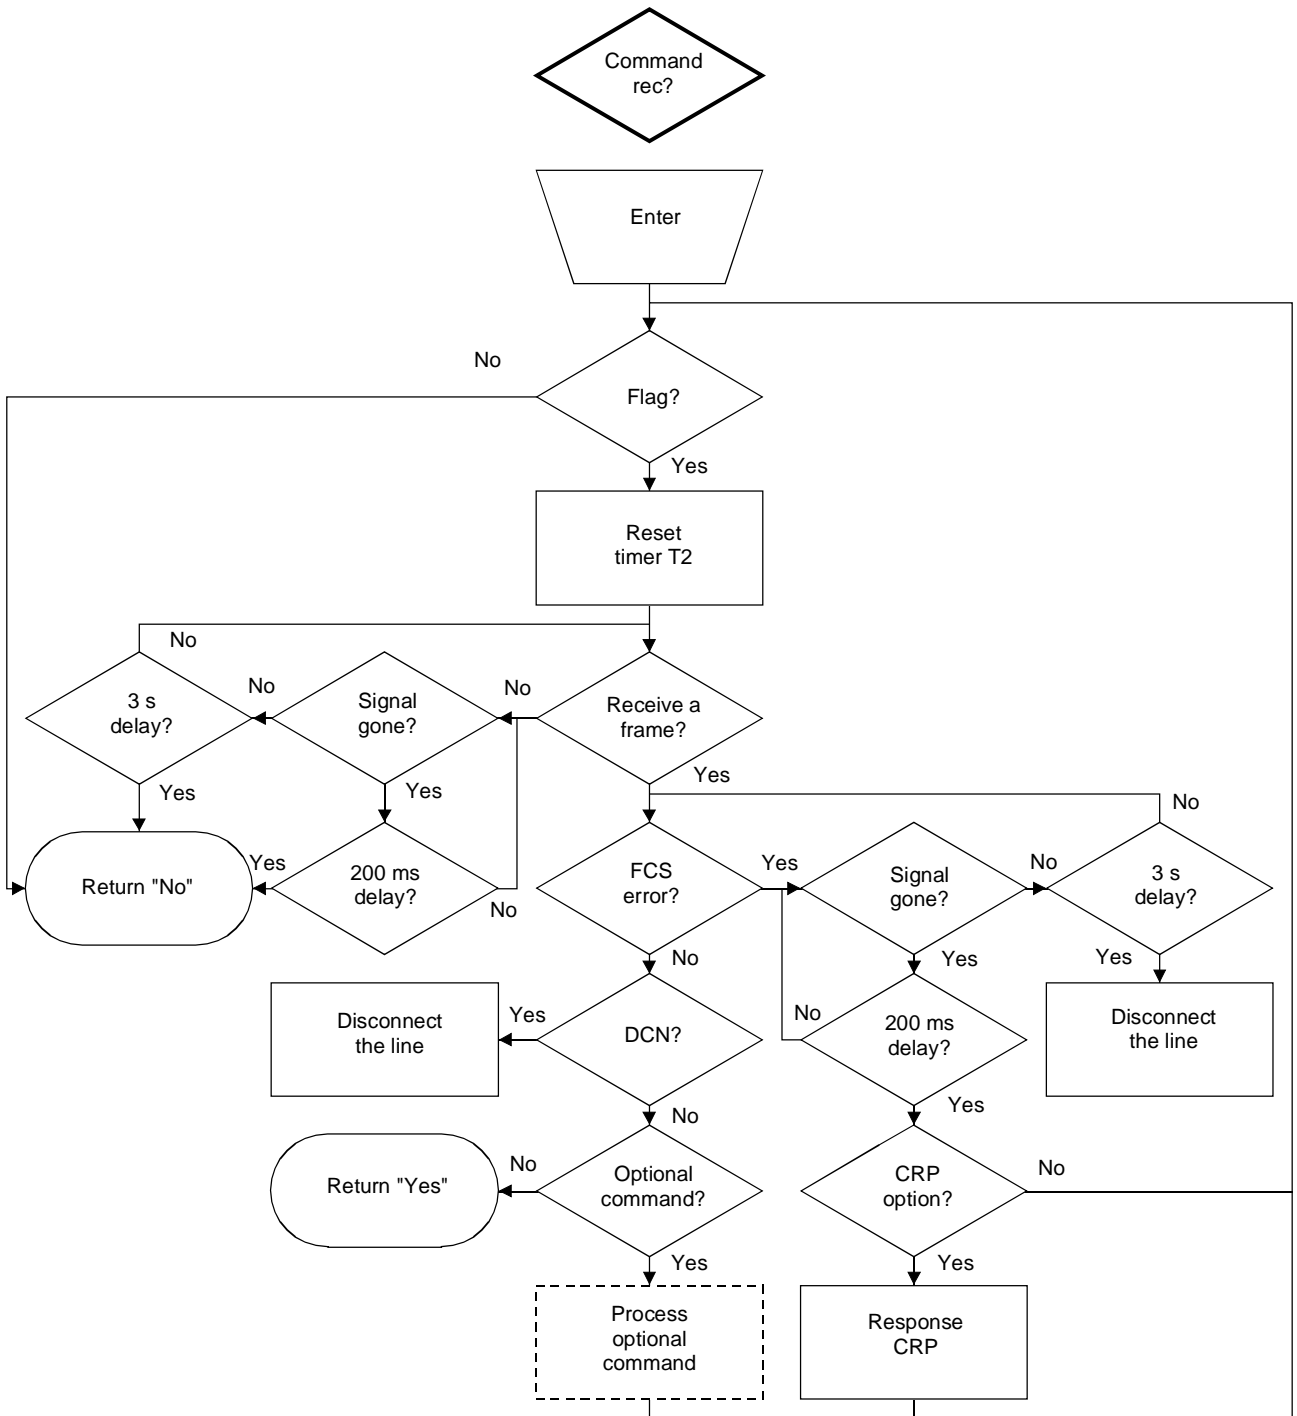 Command
rec?
Enter
No
Flag?
Yes
Reset
timer T2
No
3 s
delay?
No
Signal
gone?
No
Receive a
frame?
Yes
Yes
Yes
No
Return "No"
Yes
200 ms
delay?
No
FCS
error?
Yes
Signal
gone?
No
3 s
delay?
No
Yes
Yes
Disconnect
the line
Yes
DCN?
No
200 ms
delay?
Disconnect
the line
No
Yes
Return "Yes"
No
Optional
command?
CRP
option?
No
Yes
Yes
Process
optional
command
Response
CRP